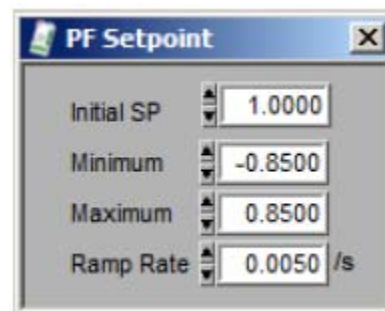 PF Setpoint
Initial SP 1.0000
Minimum -0.8500
Maximum 0.8500
Ramp Rate 0.0050 /s